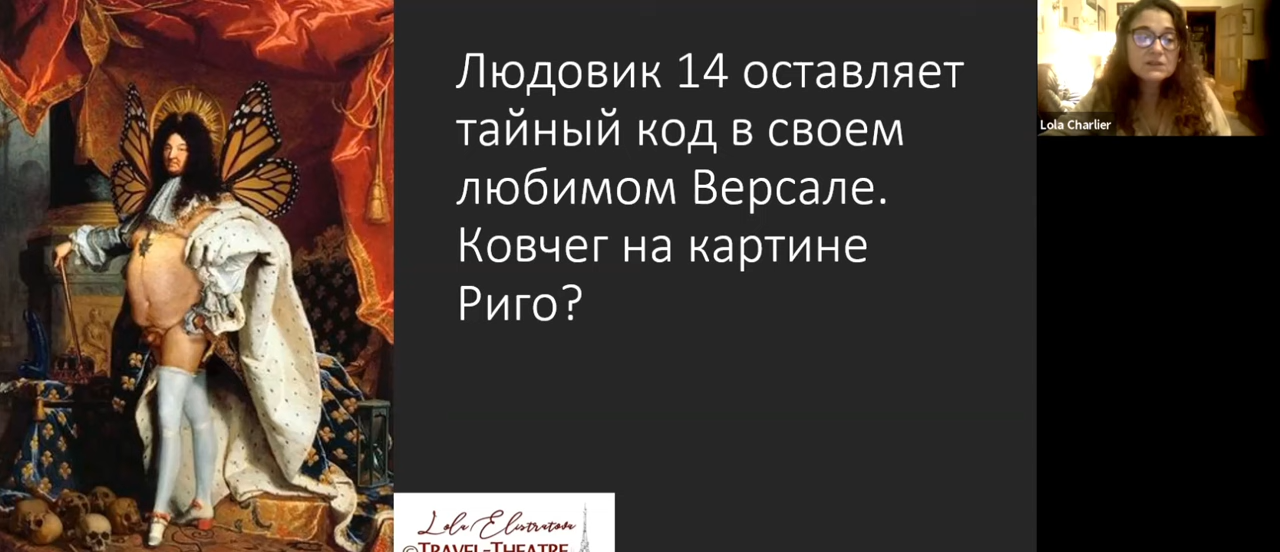 Людовик 14 оставляет
тайный код в своем
любимом Версале.
Ковчег на картине
Риго?
Lola Charlier
Lola Elistratova
©TRAVEL-THEATRE